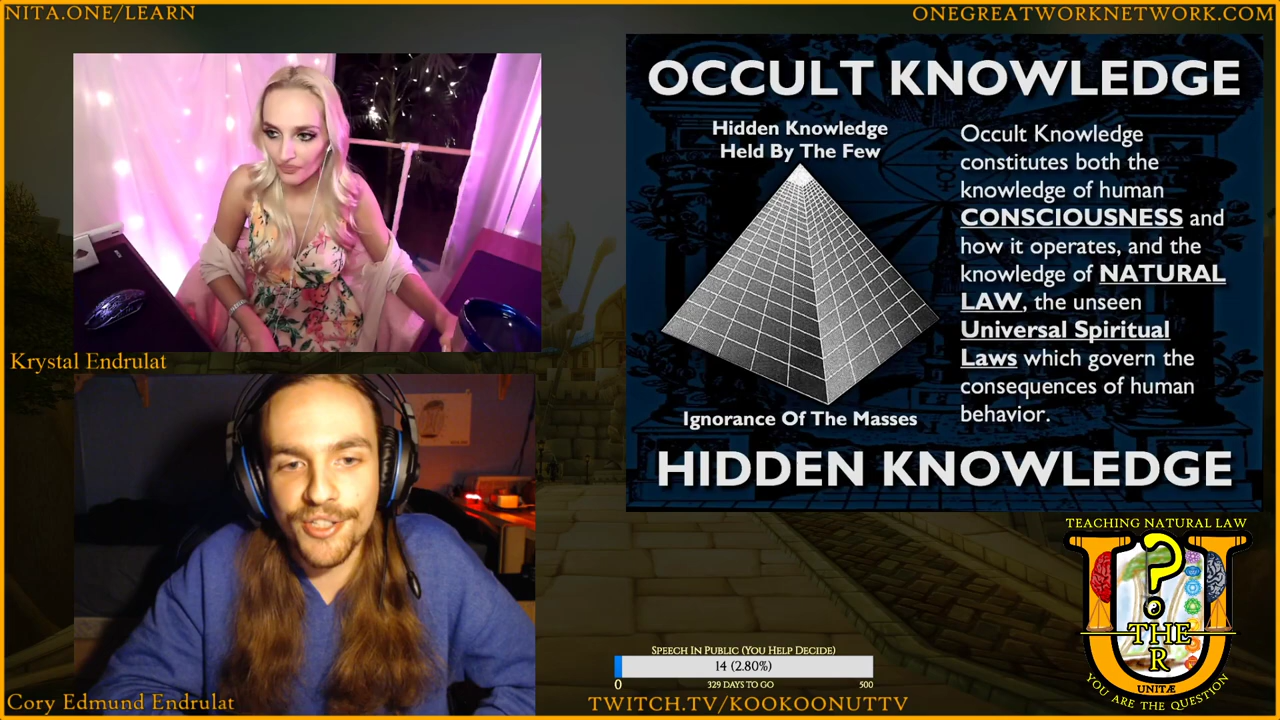 NITA.ONE/LEARN
ONEGREATWORKNETWORK.COM
OCCULT KNOWLEDGE
Hidden Knowledge
Held By The Few
Ignorance Of The Masses
Occult Knowledge
constitutes both the
knowledge of human
CONSCIOUSNESS and
how it operates, and the
knowledge of NATURAL
LAW, the unseen
Universal Spiritual
Laws which govern the
consequences of human
behavior.
HIDDEN KNOWLEDGE
Krystal Endrulat
Cory Edmund Endrulat
SPEECH IN PUBLIC (YOU HELP DECIDE)
14 (2.80%)
0
329 DAYS TO GO
500
TWITCH.TV/KOOKOONUTTV
TEACHING NATURAL LAW
U
?
THE
R
UNITÆ
YOU ARE THE QUESTION